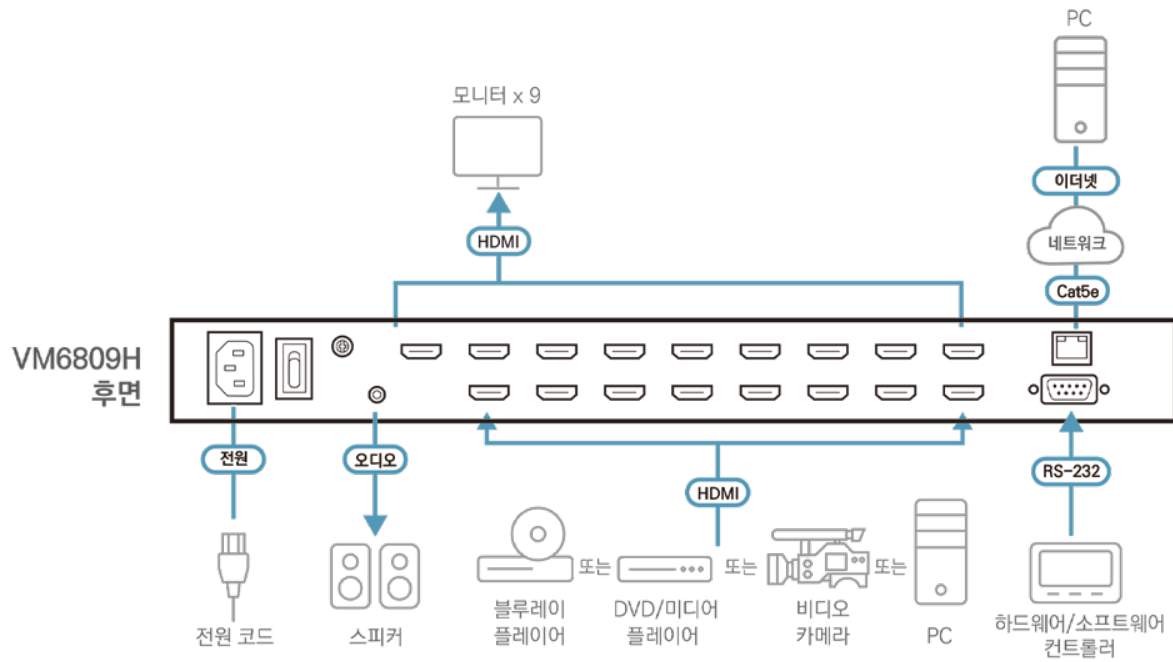 PC
모니터 x 9
이더넷
HDMI
네트워크
Cat5e
VM6809H
후면
전원
오디오
HDMI
RS-232
또는
또는
또는
전원 코드
스피커
블루레이
플레이어
DVD/미디어
플레이어
비디오
카메라
PC
하드웨어/소프트웨어
컨트롤러